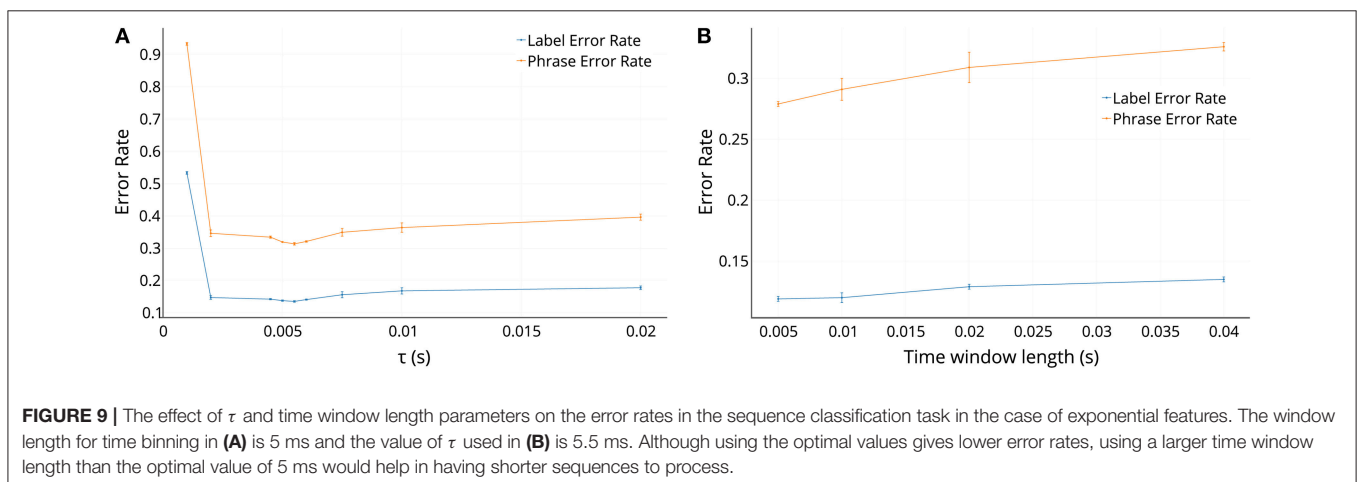 A
Label Error Rate
Phrase Error Rate
Error Rate
0.9
0.8
0.7
0.6
0.5
0.4
0.3
0.2
0.1
0
0.005
0.01
0.015
0.02
τ (s)
B
Label Error Rate
Phrase Error Rate
Error Rate
0.3
0.25
0.2
0.15
0.005
0.01
0.015
0.02
0.025
0.03
0.035
0.04
Time window length (s)
FIGURE 9 | The effect of τ and time window length parameters on the error rates in the sequence classification task in the case of exponential features. The window
length for time binning in (A) is 5 ms and the value of τ used in (B) is 5.5 ms. Although using the optimal values gives lower error rates, using a larger time window
length than the optimal value of 5 ms would help in having shorter sequences to process.